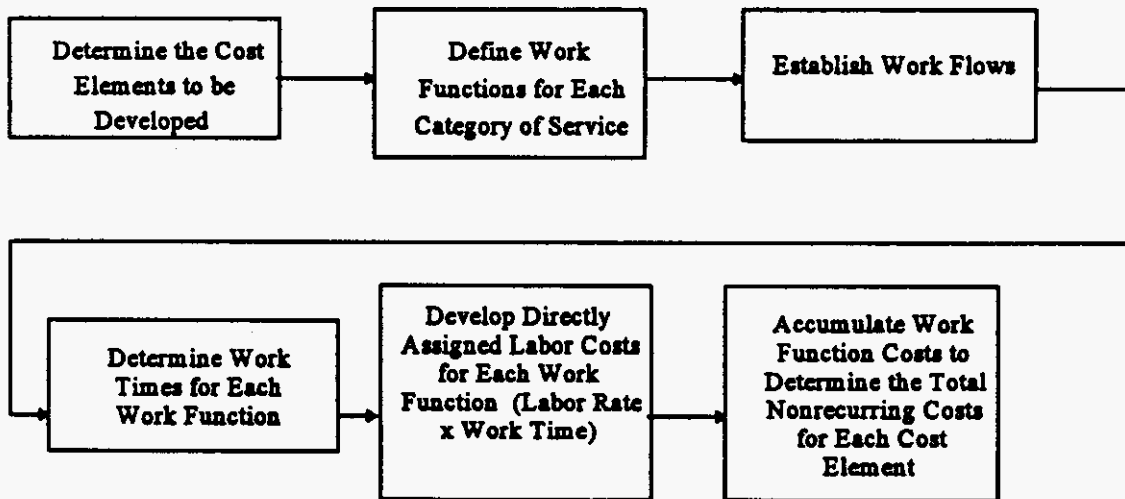 Determine the Cost
Elements to be
Developed
Define Work
Functions for Each
Category of Service
Establish Work Flows
Determine Work
Times for Each
Work Function
Develop Directly
Assigned Labor Costs
for Each Work
Function (Labor Rate
x Work Time)
Accumulate Work
Function Costs to
Determine the Total
Nonrecurring Costs
for Each Cost
Element